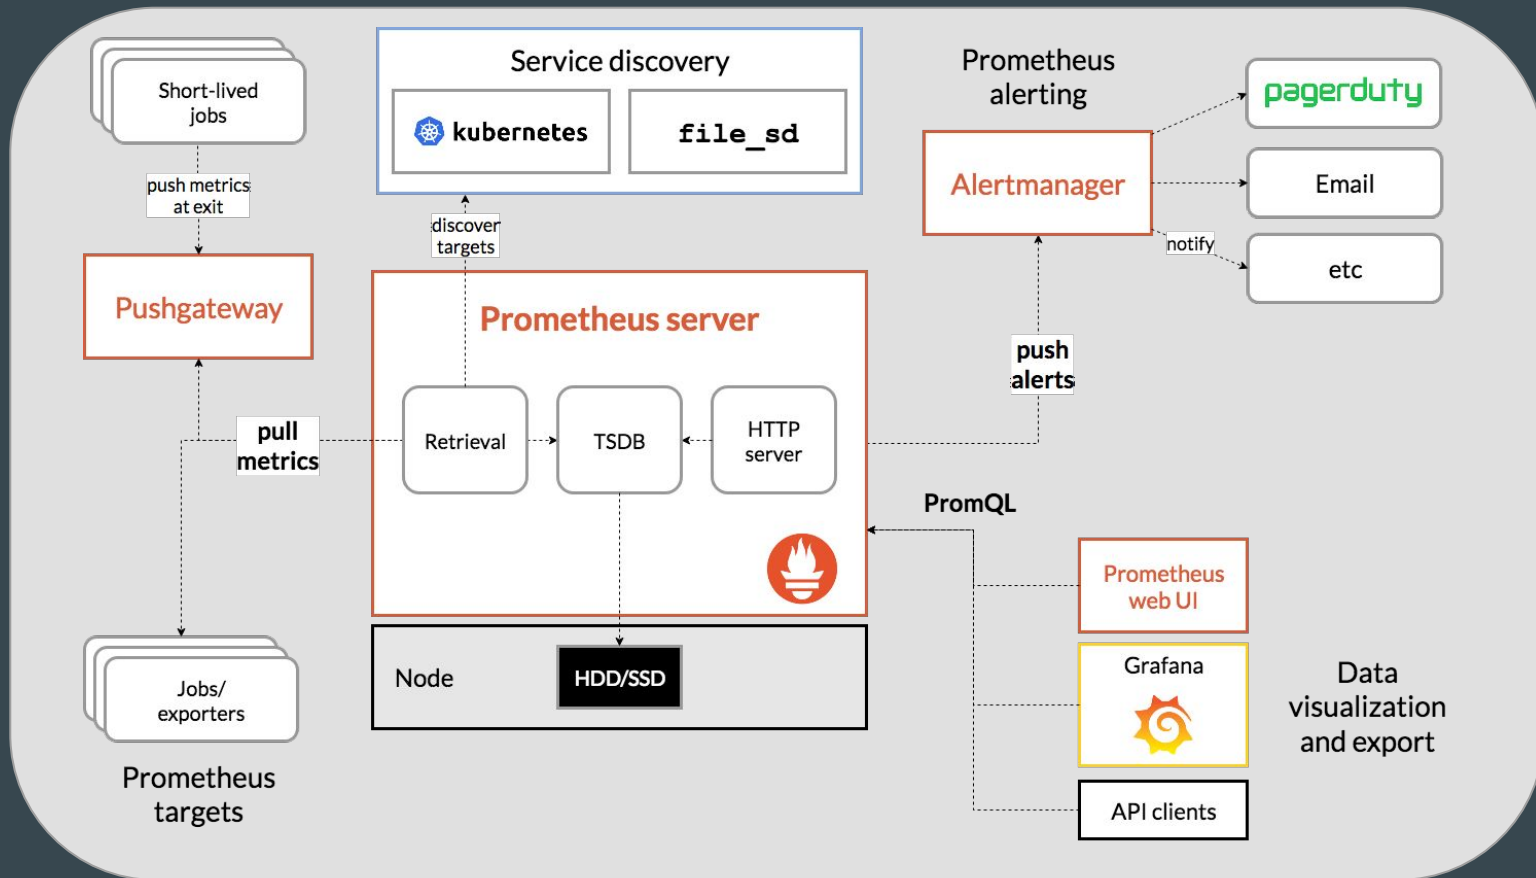 Short-lived
jobs
push metrics
at exit
Pushgateway
pull
metrics
Jobs/
exporters
Prometheus
targets
Service discovery
kubernetes
file_sd
discover
targets
Prometheus server
Retrieval
TSDB
HTTP
server
Node
HDD/SSD
Prometheus
alerting
Alertmanager
pagerduty
Email
notify
etc
push
alerts
PromQL
Prometheus
web UI
Grafana
API clients
Data
visualization
and export